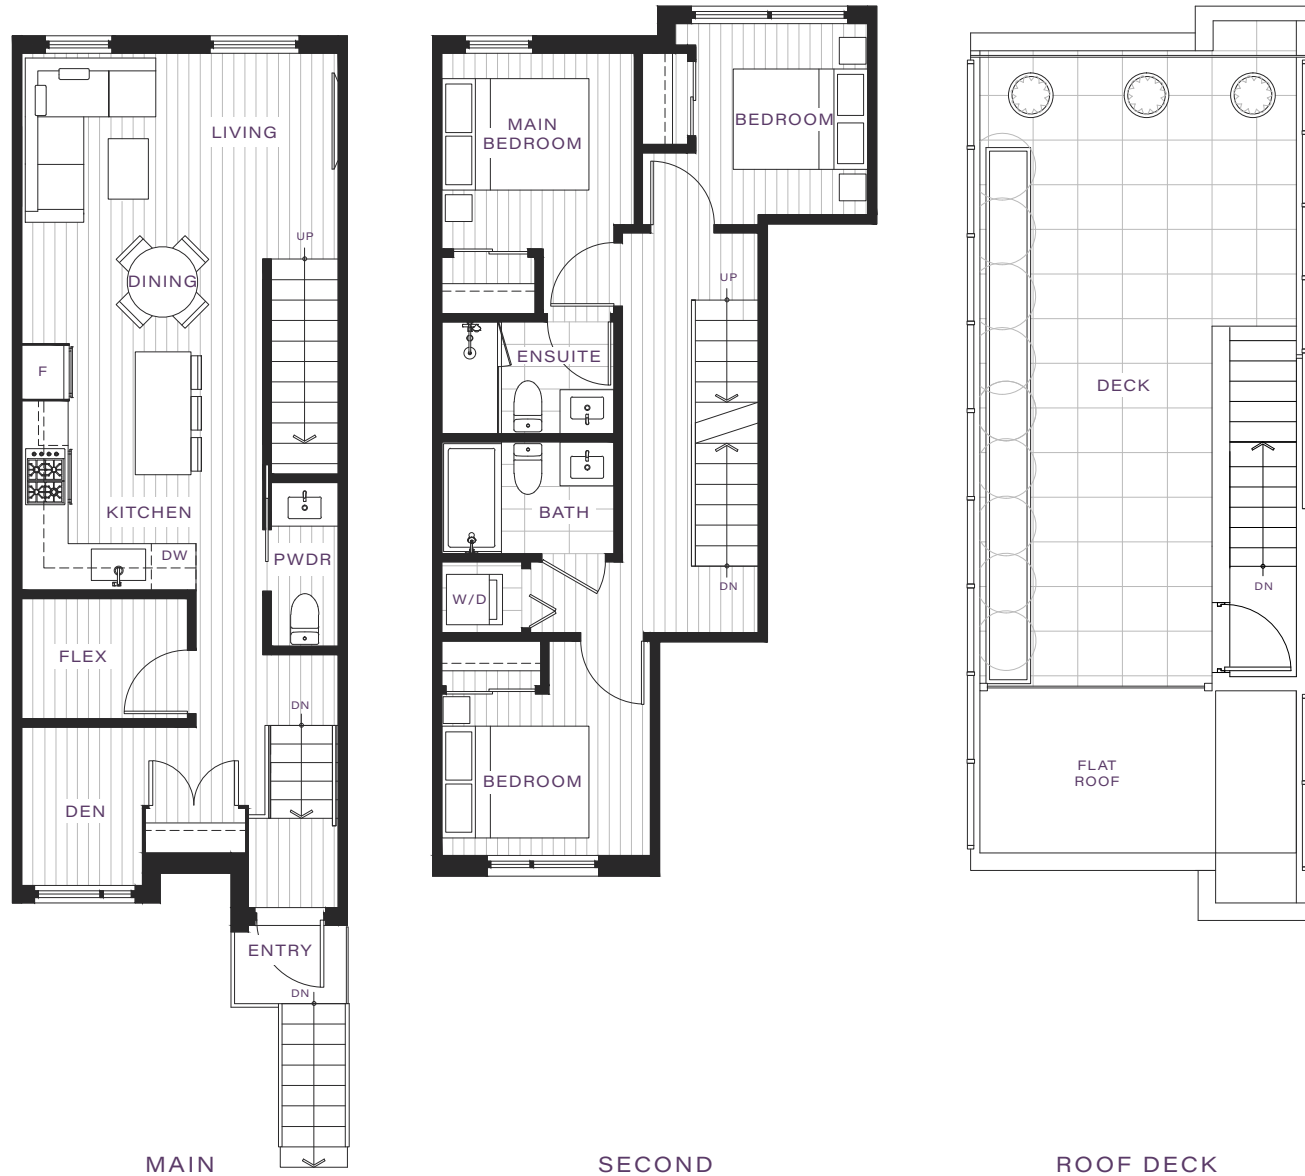 LIVING
UP
DINING
F
KITCHEN
DW
PWDR
FLEX
DN
DEN
ENTRY
DN
MAIN
MAIN
BEDROOM
BEDROOM
UP
ENSUITE
BATH
W/D
DN
BEDROOM
SECOND
DECK
DN
FLAT
ROOF
ROOF DECK